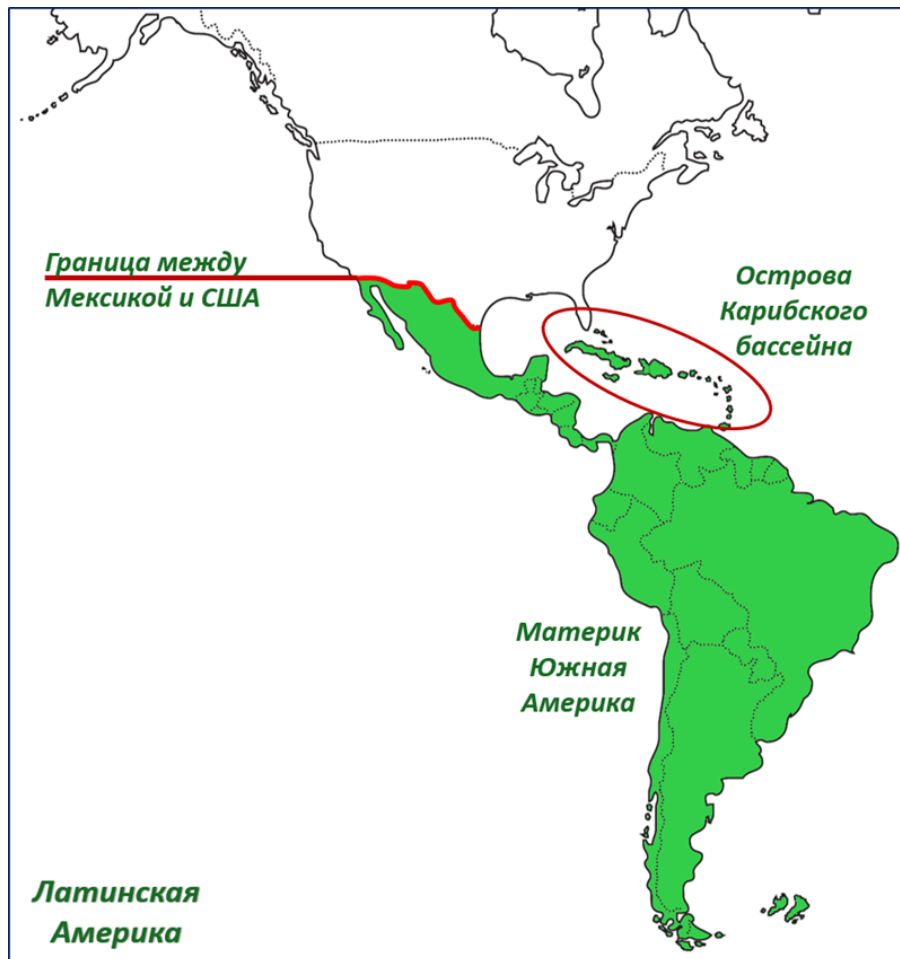 Граница между
Мексикой и США
Острова
Карибского
бассейна
Материк
Южная
Америка
Латинская
Америка